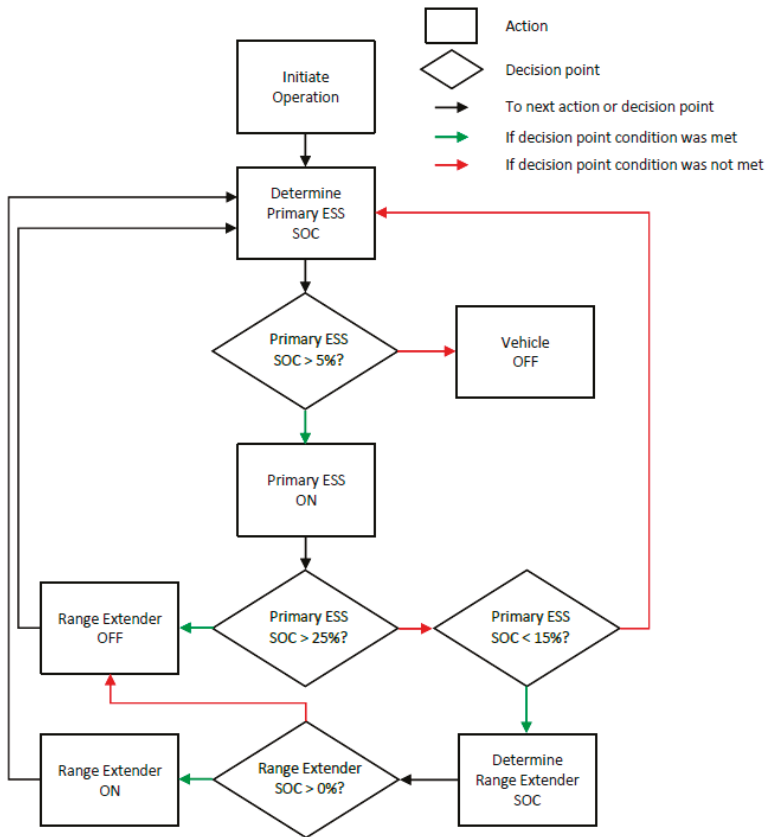 Action
Decision point
To next action or decision point
If decision point condition was met
If decision point condition was not met
Initiate
Operation
Determine
Primary ESS
SOC
Primary ESS
SOC > 5%?
Vehicle
OFF
Primary ESS
ON
Range Extender
OFF
Primary ESS
SOC > 25%?
Primary ESS
SOC < 15%?
Range Extender
ON
Range Extender
SOC > 0%?
Determine
Range Extender
SOC